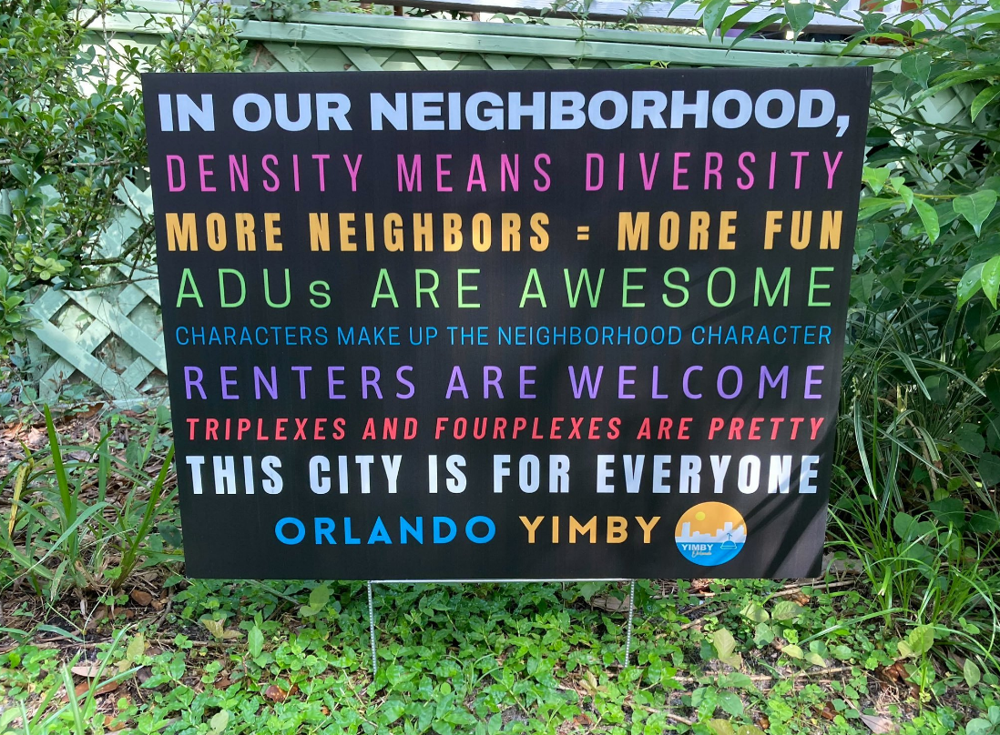 IN OUR NEIGHBORHOOD,
DENSITY MEANS DIVERSITY
MORE NEIGHBORS = MORE FUN
ADUs ARE AWESOME
CHARACTERS MAKE UP THE NEIGHBORHOOD CHARACTER
RENTERS ARE WELCOME
TRIPLEXES AND FOURPLEXES ARE PRETTY
THIS CITY IS FOR EVERYONE
ORLANDO YIMBY
YIMBY
Orlando